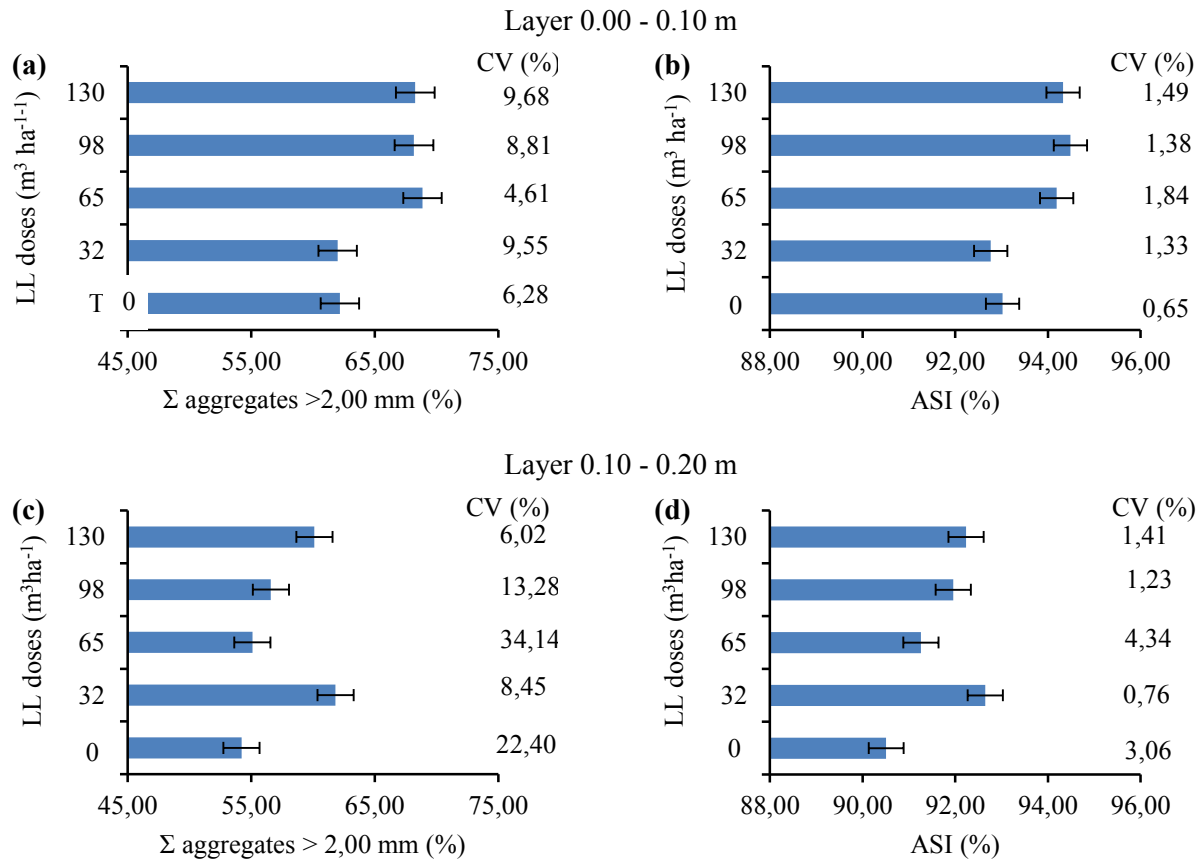 Layer 0.00 - 0.10 m
(a)
CV (%)
LL doses (m³ ha⁻¹⁻¹)
130
9,68
98
8,81
65
4,61
32
9,55
T 0
6,28
45,00 55,00 65,00 75,00
Σ aggregates >2,00 mm (%)
(b)
CV (%)
LL doses (m³ ha⁻¹)
130
1,49
98
1,38
65
1,84
32
1,33
0
0,65
88,00 90,00 92,00 94,00 96,00
ASI (%)
Layer 0.10 - 0.20 m
(c)
CV (%)
LL doses (m³ha⁻¹)
130
6,02
98
13,28
65
34,14
32
8,45
0
22,40
45,00 55,00 65,00 75,00
Σ aggregates > 2,00 mm (%)
(d)
CV (%)
LL doses (m³ha⁻¹)
130
1,41
98
1,23
65
4,34
32
0,76
0
3,06
88,00 90,00 92,00 94,00 96,00
ASI (%)